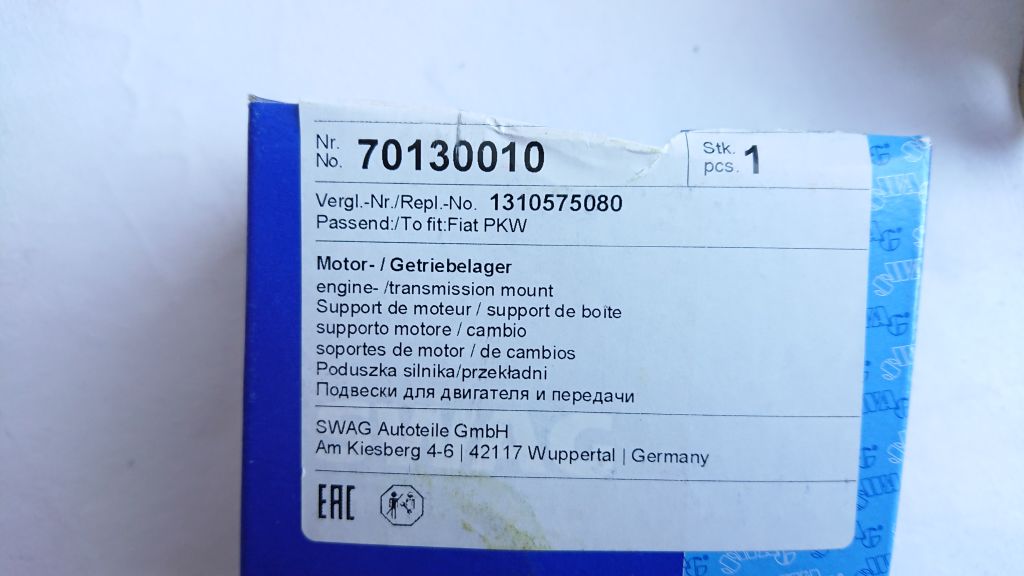 Nr. No. 70130010 Stk. pcs. 1
Vergl.-Nr./Repl.-No. 1310575080
Passend:/To fit:Fiat PKW
Motor- / Getriebelager
engine- /transmission mount
Support de moteur / support de boîte
supporto motore / cambio
soportes de motor / de cambios
Poduszka silnika/przekładni
Подвески для двигателя и передачи
SWAG Autoteile GmbH
Am Kiesberg 4-6 | 42117 Wuppertal | Germany
EAC